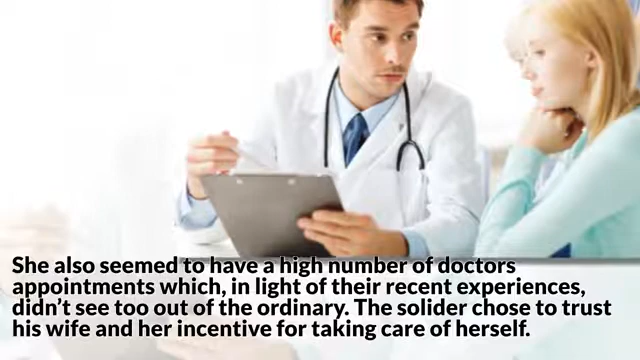 She also seemed to have a high number of doctors
appointments which, in light of their recent experiences,
didn't see too out of the ordinary. The solider chose to trust
his wife and her incentive for taking care of herself.